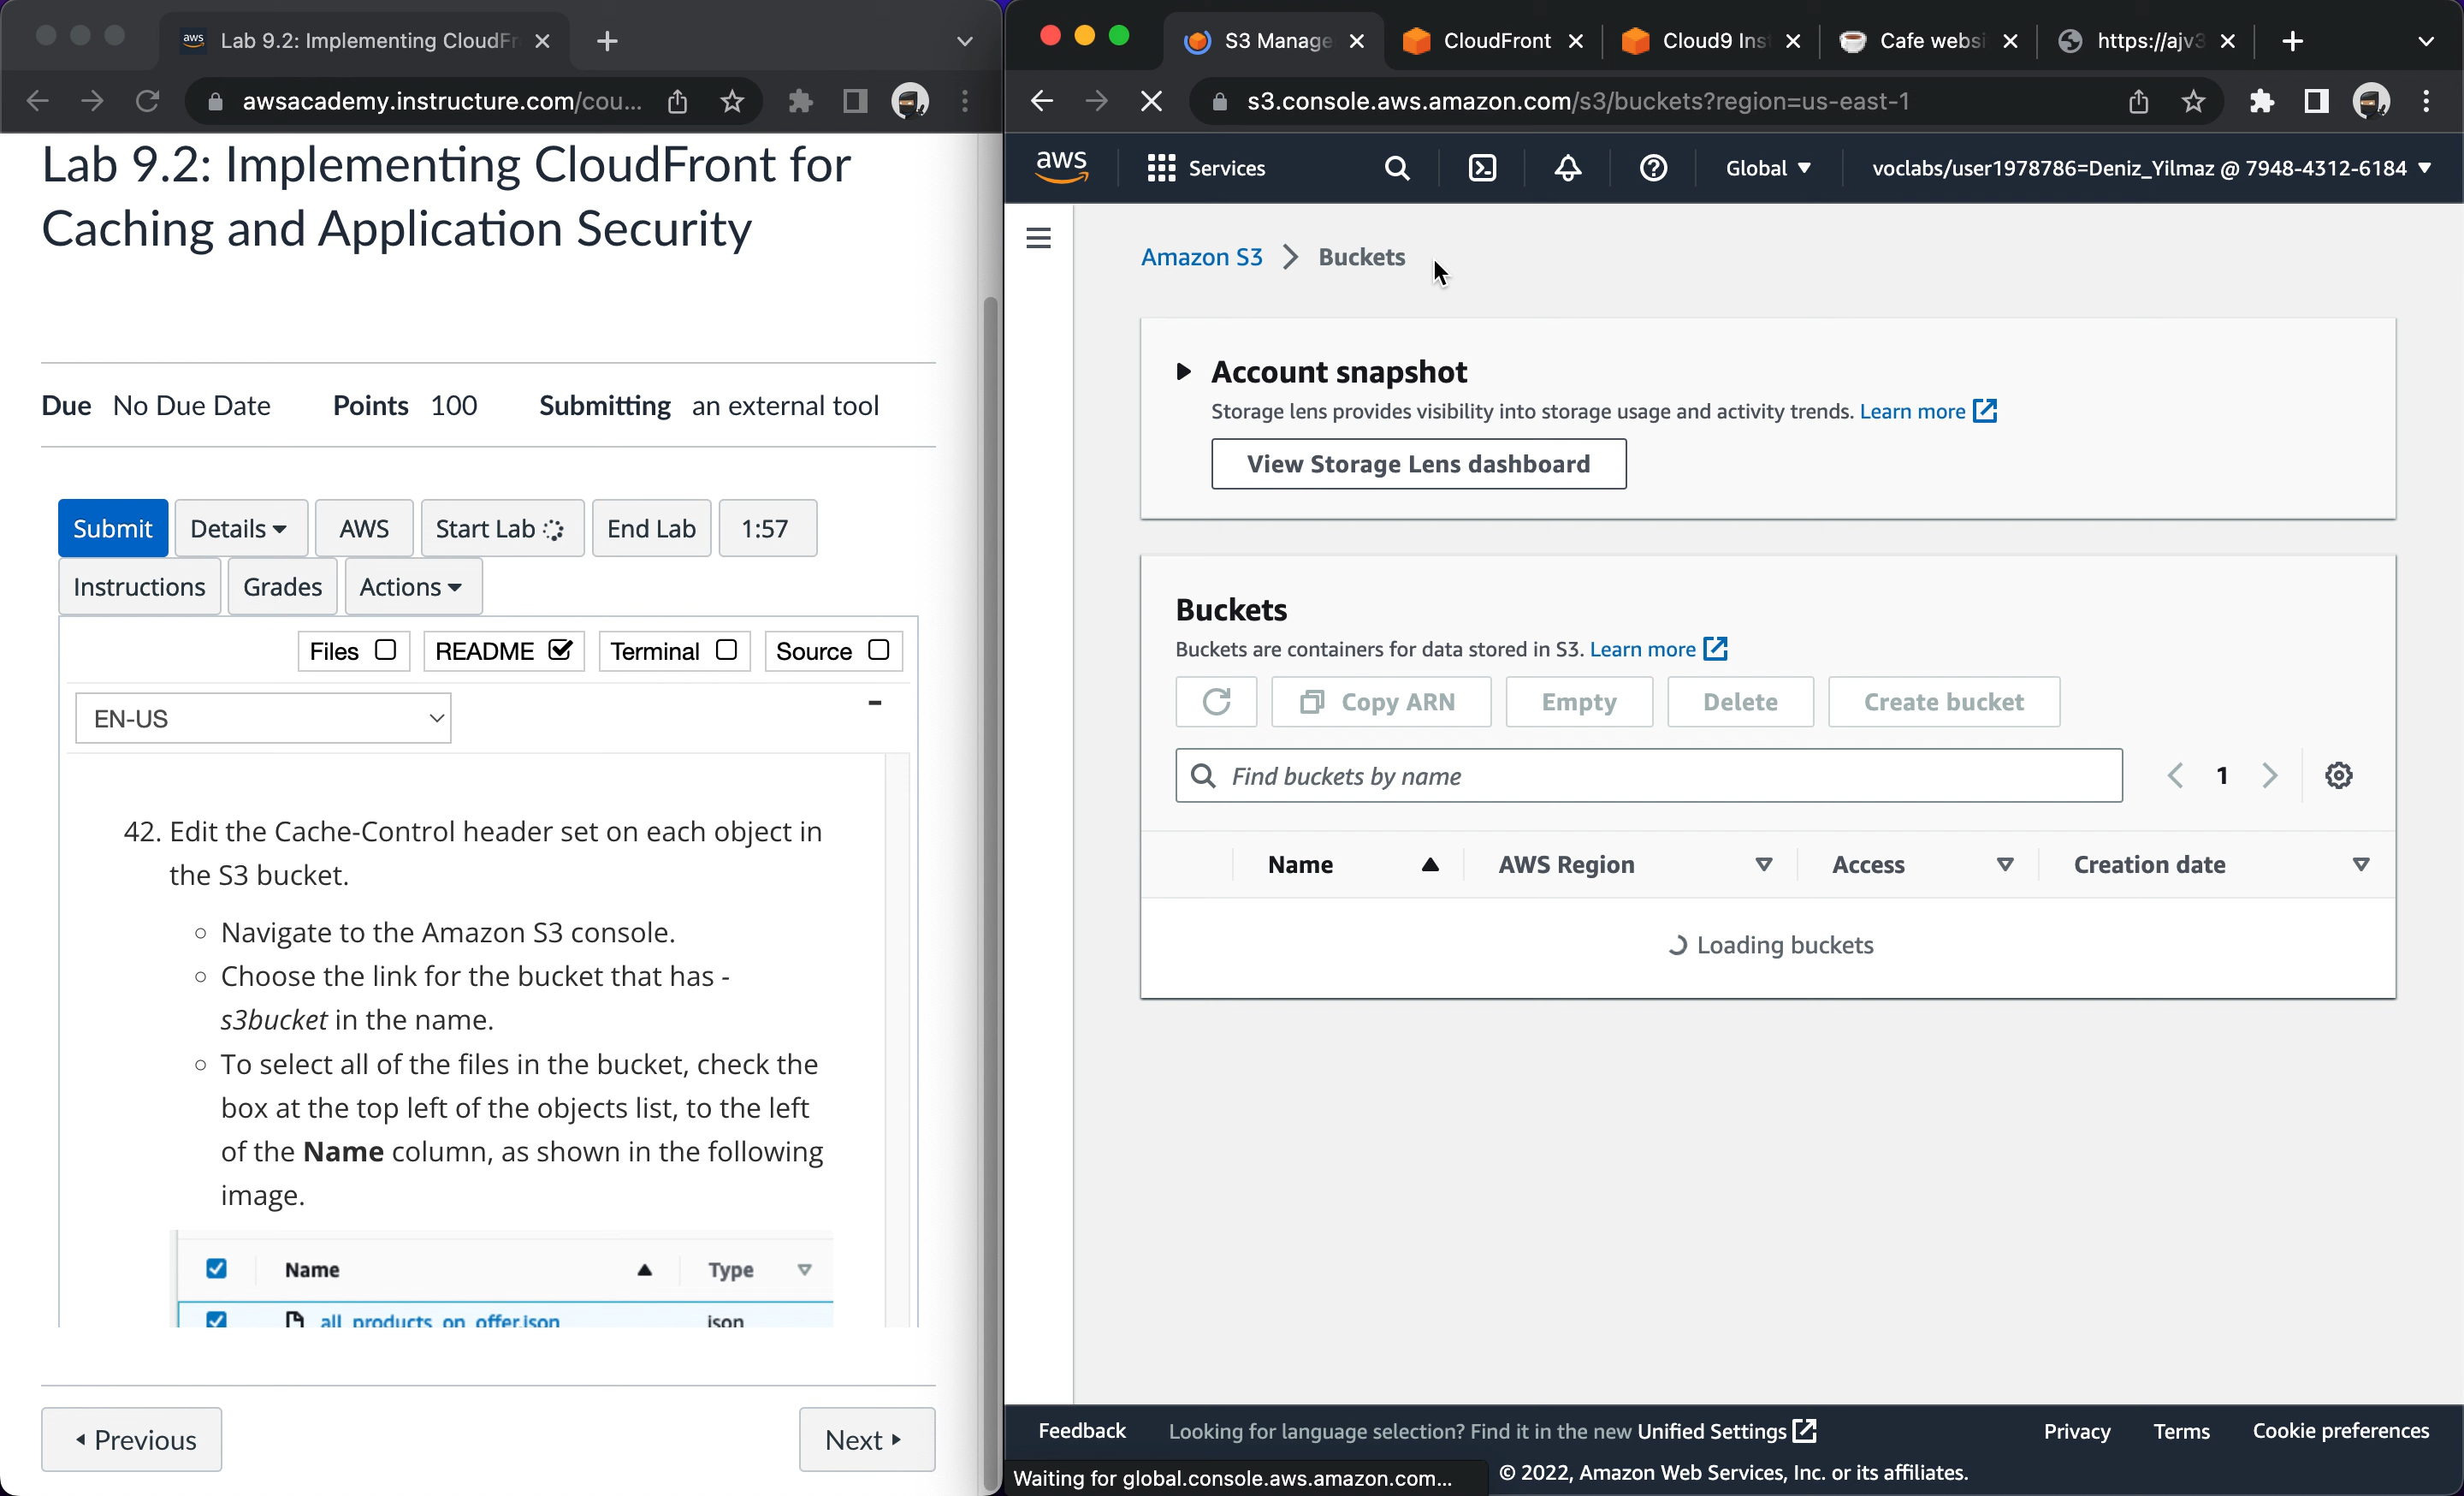 Lab 9.2: Implementing CloudFr
awsacademy.instructure.com/cou...
Lab 9.2: Implementing CloudFront for
Caching and Application Security
Due No Due Date Points 100 Submitting an external tool
Submit Details AWS Start Lab End Lab 1:57
Instructions Grades Actions
Files README Terminal Source
EN-US
42. Edit the Cache-Control header set on each object in
the S3 bucket.
Navigate to the Amazon S3 console.
Choose the link for the bucket that has -
s3bucket in the name.
To select all of the files in the bucket, check the
box at the top left of the objects list, to the left
of the Name column, as shown in the following
image.
Name Type
all_products_on_offer.json json
Previous Next
S3 Manage CloudFront Cloud9 Ins Cafe websi https://ajv3
s3.console.aws.amazon.com/s3/buckets?region=us-east-1
aws Services Global voclabs/user1978786=Deniz_Yilmaz @ 7948-4312-6184
Amazon S3 Buckets
Account snapshot
Storage lens provides visibility into storage usage and activity trends. Learn more
View Storage Lens dashboard
Buckets
Buckets are containers for data stored in S3. Learn more
Copy ARN Empty Delete Create bucket
Find buckets by name 1
Name AWS Region Access Creation date
Loading buckets
Feedback Looking for language selection? Find it in the new Unified Settings Privacy Terms Cookie preferences
Waiting for global.console.aws.amazon.com... © 2022, Amazon Web Services, Inc. or its affiliates.